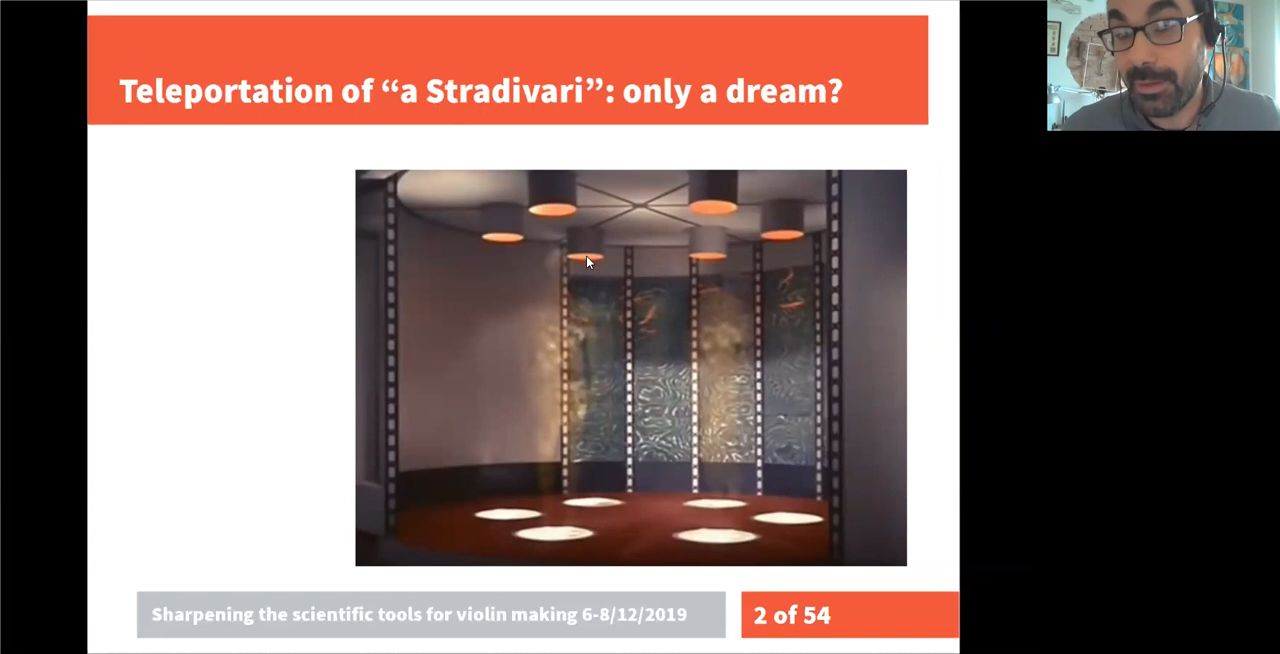 Teleportation of “a Stradivari”: only a dream?
Sharpening the scientific tools for violin making 6-8/12/2019
2 of 54